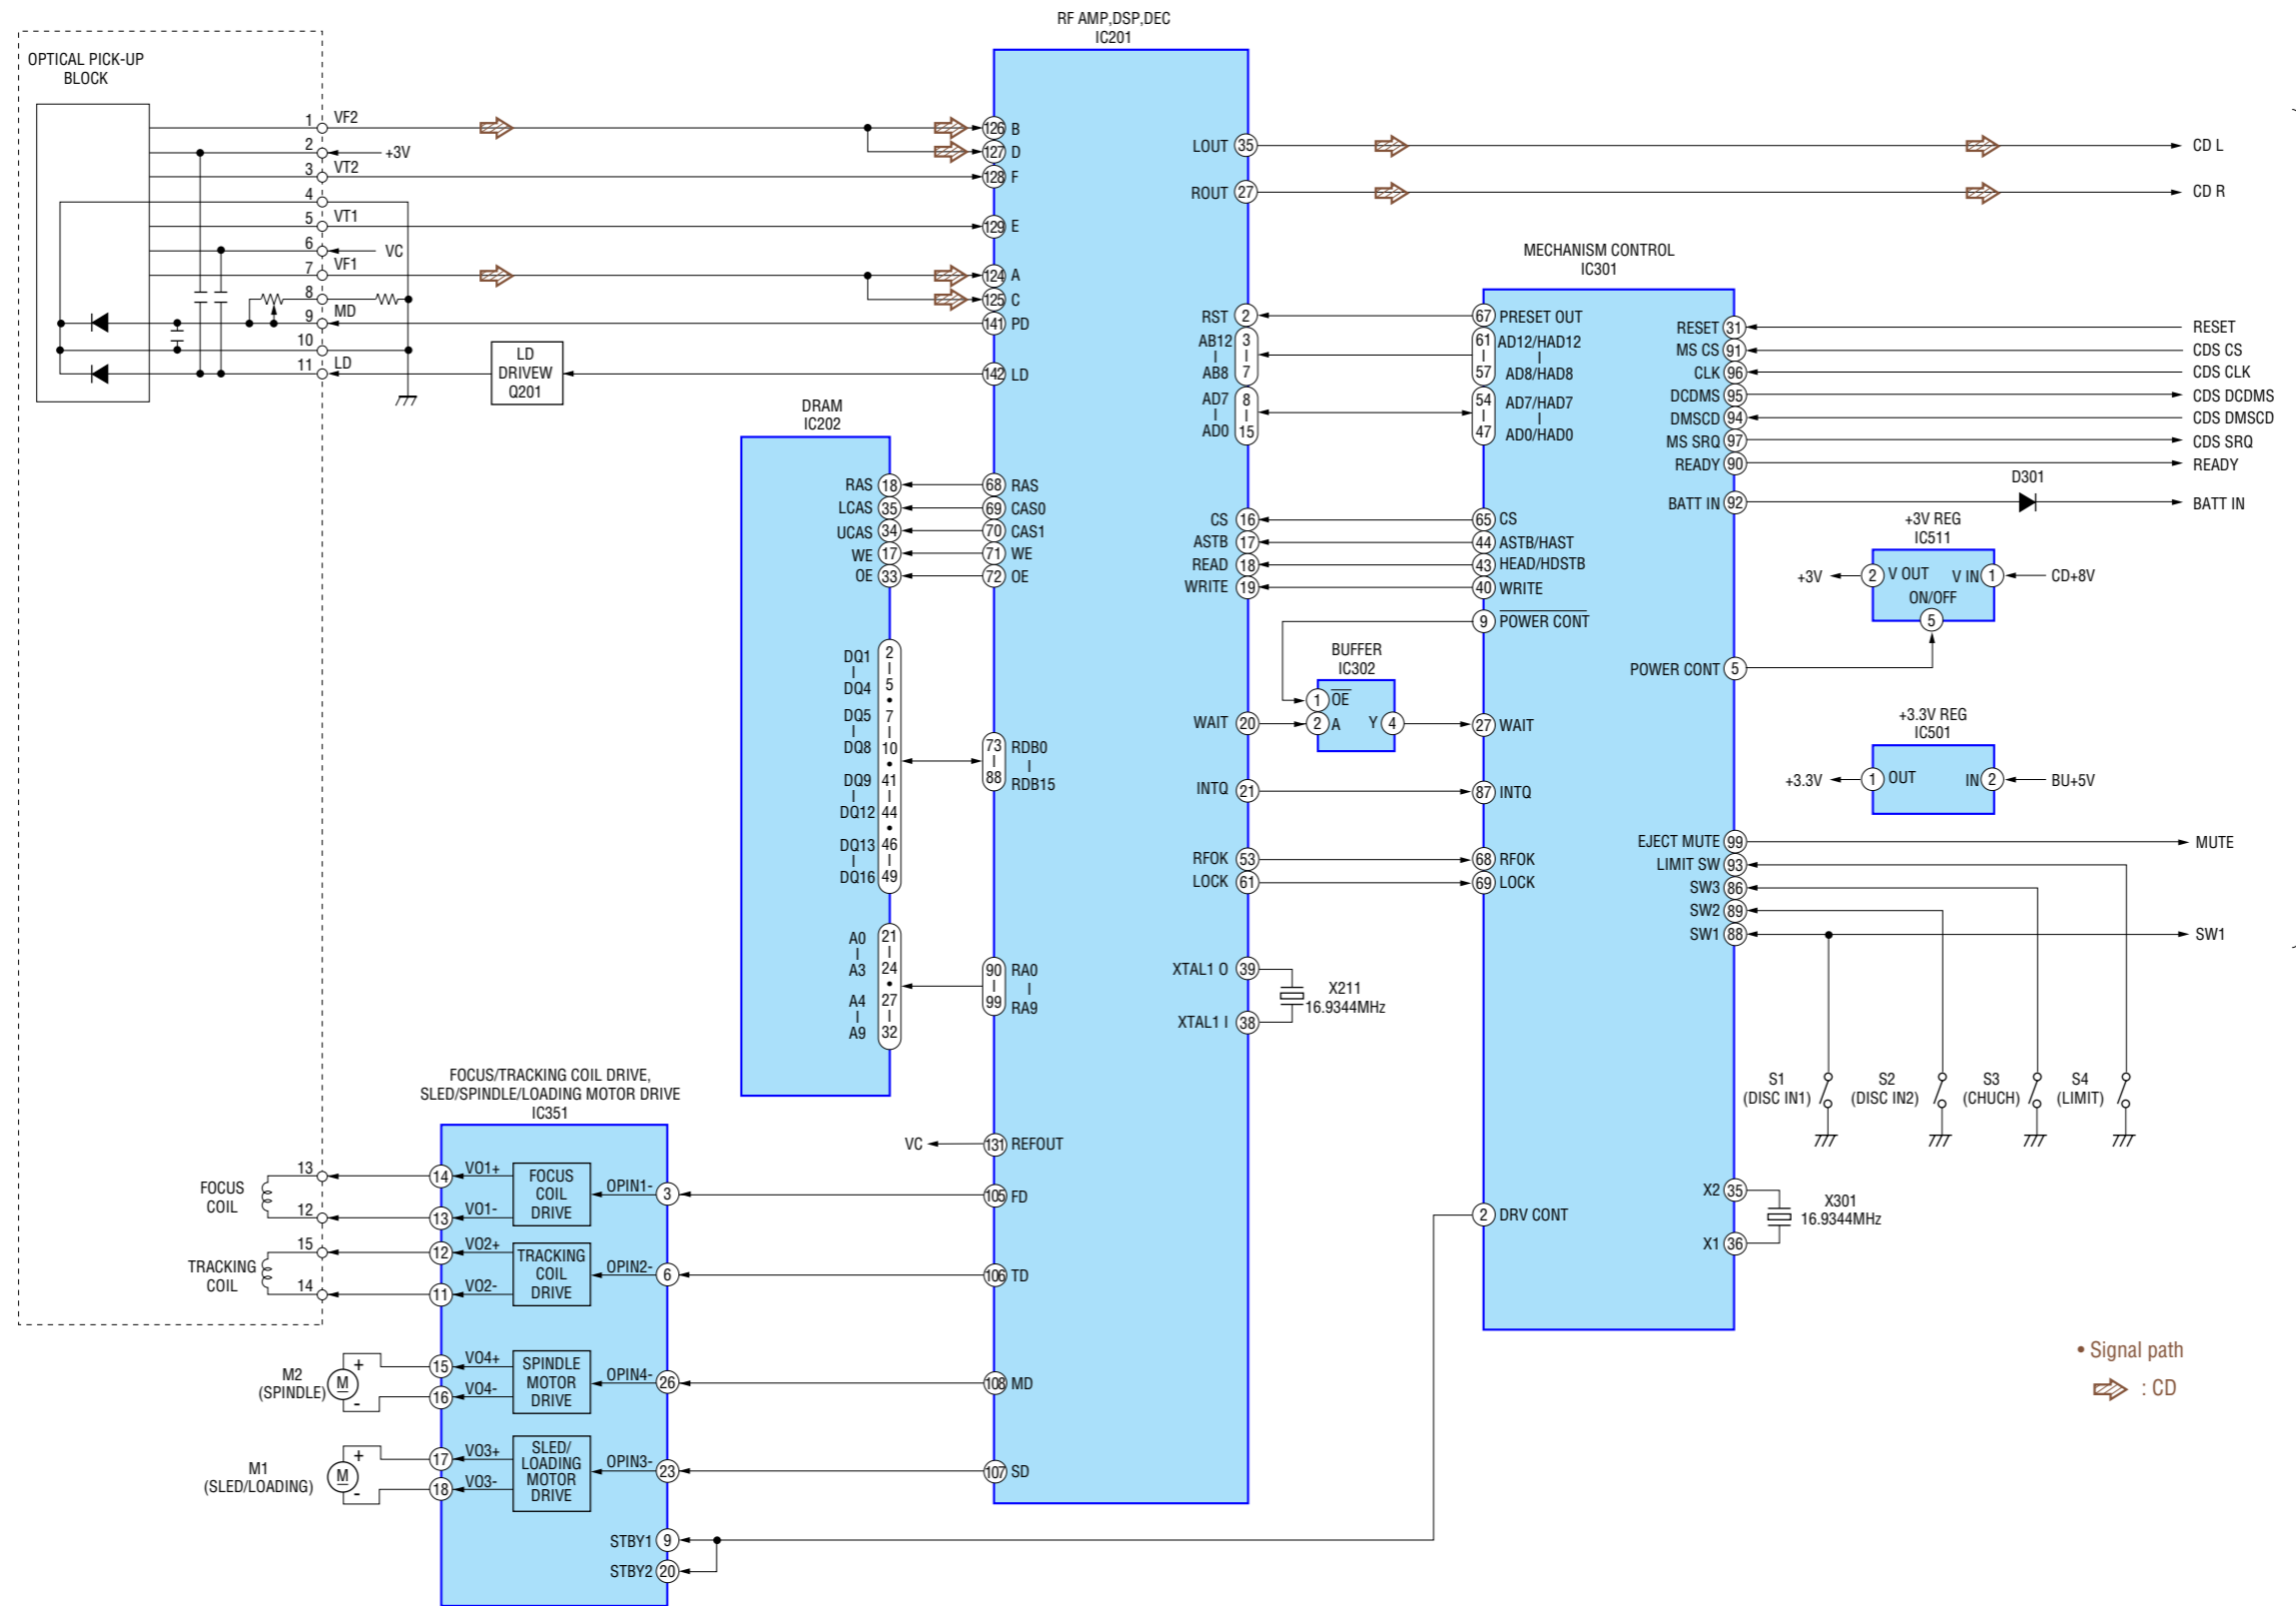 RF AMP,DSP,DEC
IC201
OPTICAL PICK-UP
BLOCK
1 VF2
2 +3V
3 VT2
4
5 VT1
6 VC
7 VF1
8
9 MD
10
11 LD
LD
DRIVEW
Q201
126 B
127 D
128 F
129 E
124 A
125 C
141 PD
142 LD
LOUT 35
CD L
ROUT 27
CD R
MECHANISM CONTROL
IC301
RST 2
AB12 3
AB8 7
AD7 8
AD0 15
67 PRESET OUT
61 AD12/HAD12
57 AD8/HAD8
54 AD7/HAD7
47 AD0/HAD0
RESET 31 RESET
MS CS 91 CDS CS
CLK 96 CDS CLK
DCDMS 95 CDS DCDMS
DMSCD 94 CDS DMSCD
MS SRQ 97 CDS SRQ
READY 90 READY
D301
BATT IN 92 BATT IN
DRAM
IC202
RAS 18 68 RAS
LCAS 35 69 CAS0
UCAS 34 70 CAS1
WE 17 71 WE
OE 33 72 OE
CS 16 65 CS
ASTB 17 44 ASTB/HAST
READ 18 43 HEAD/HDSTB
WRITE 19 40 WRITE
9 POWER CONT
+3V REG
IC511
+3V 2 V OUT V IN 1 CD+8V
ON/OFF
5
POWER CONT 5
BUFFER
IC302
1 OE
WAIT 20 2 A Y 4 27 WAIT
+3.3V REG
IC501
+3.3V 1 OUT IN 2 BU+5V
DQ1 2
DQ4 5
DQ5 7
DQ8 10
DQ9 41
DQ12 44
DQ13 46
DQ16 49
73 RDB0
88 RDB15
INTQ 21 87 INTQ
RFOK 53 68 RFOK
LOCK 61 69 LOCK
EJECT MUTE 99 MUTE
LIMIT SW 93
SW3 86
SW2 89
SW1 88 SW1
A0 21
A3 24
A4 27
A9 32
90 RA0
99 RA9
XTAL1 O 39
X211
16.9344MHz
XTAL1 I 38
S1
(DISC IN1)
S2
(DISC IN2)
S3
(CHUCH)
S4
(LIMIT)
FOCUS/TRACKING COIL DRIVE,
SLED/SPINDLE/LOADING MOTOR DRIVE
IC351
VC 131 REFOUT
FOCUS
COIL
13
12
14 VO1+
13 VO1-
FOCUS
COIL
DRIVE
OPIN1- 3
105 FD
TRACKING
COIL
15
14
12 VO2+
11 VO2-
TRACKING
COIL
DRIVE
OPIN2- 6
106 TD
2 DRV CONT
X2 35
X301
16.9344MHz
X1 36
M2
(SPINDLE)
M
+
-
15 VO4+
16 VO4-
SPINDLE
MOTOR
DRIVE
OPIN4- 26
108 MD
M1
(SLED/LOADING)
M
+
-
17 VO3+
18 VO3-
SLED/
LOADING
MOTOR
DRIVE
OPIN3- 23
107 SD
STBY1 9
STBY2 20
• Signal path
: CD